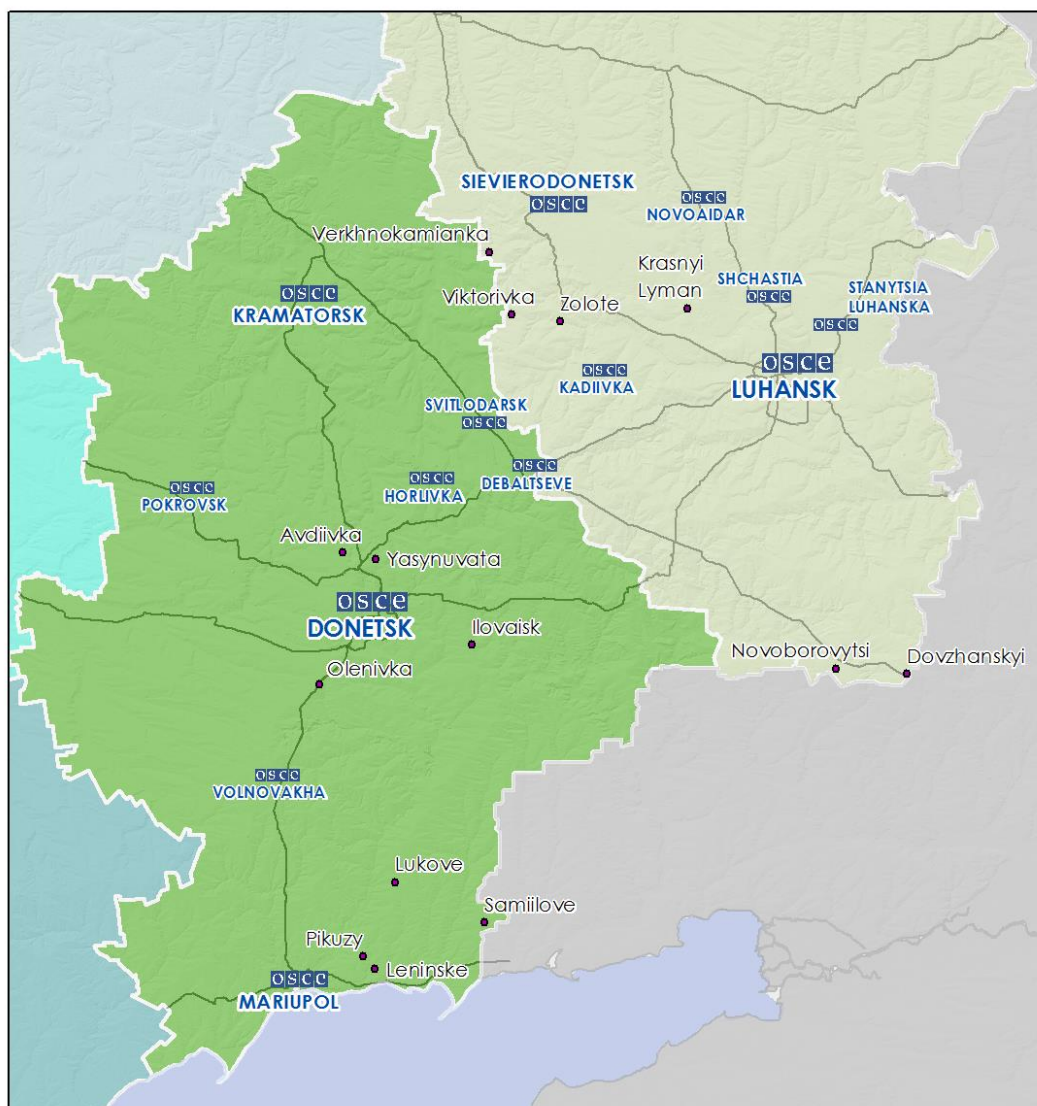 SIEVIERODONETSK
osce
osce
NOVOAIDAR
Verkhnokamianka
Krasnyi
Lyman
SHCHASTIA
osce
STANYTSIA
LUHANSKA
osce
osce
KRAMATORSK
Viktorivka
Zolote
osce
KADIIVKA
osce
LUHANSK
SVITLODARSK
osce
osce
DEBALTSEVE
osce
HORLIVKA
osce
POKROVSK
Avdiivka
Yasynuvata
osce
DONETSK
Ilovaisk
Olenivka
Novoborovytsi
Dovzhanskyi
osce
VOLNOVAKHA
Lukove
Samiilove
Pikuzy
Leninske
osce
MARIUPOL